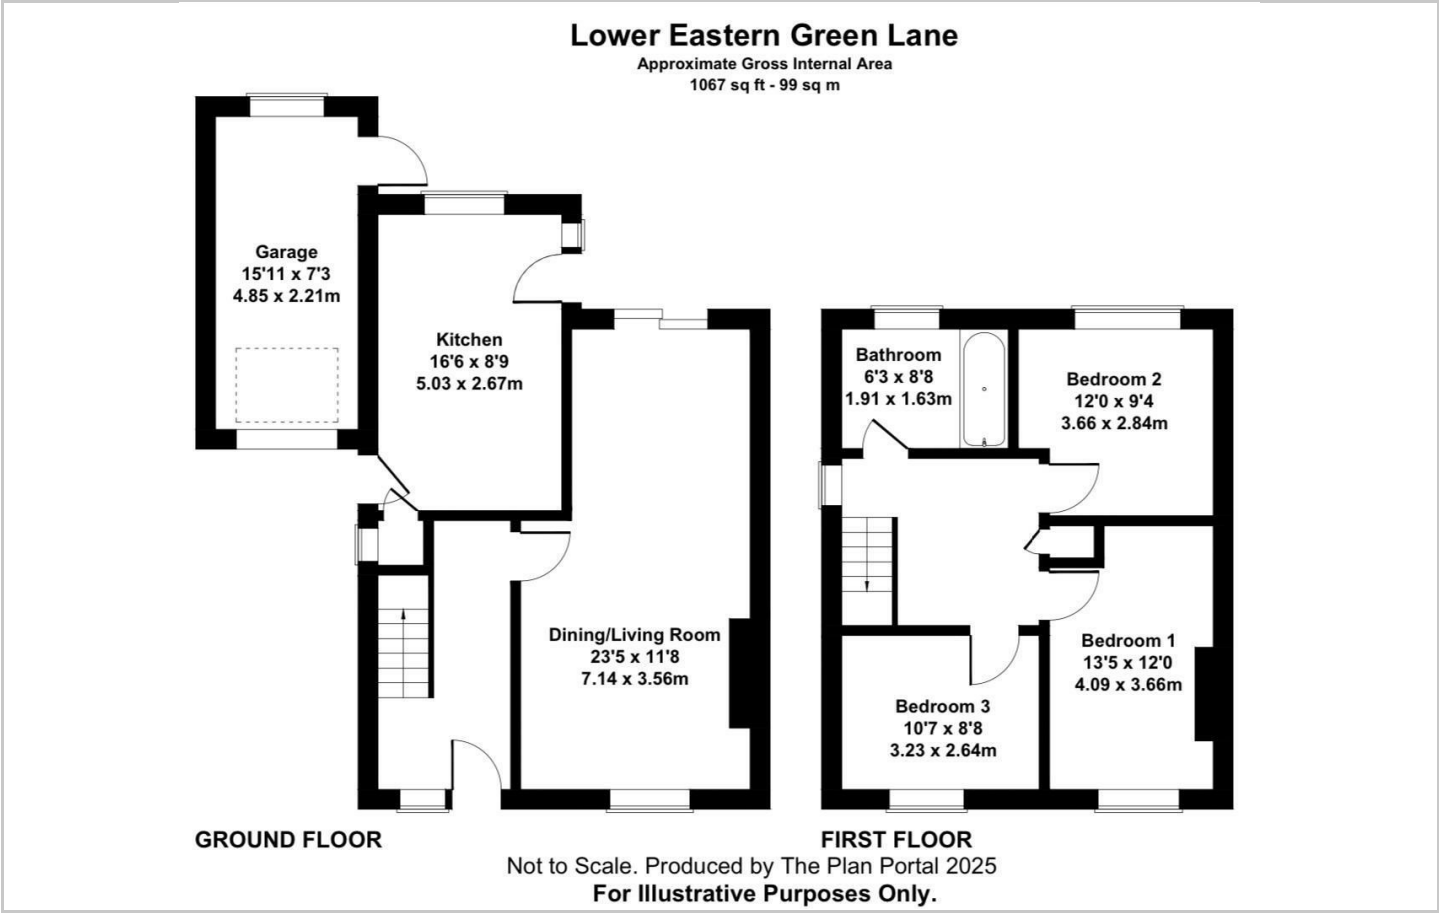 Lower Eastern Green Lane
Approximate Gross Internal Area
1067 sq ft - 99 sq m
Garage
15'11 x 7'3
4.85 x 2.21m
Kitchen
16'6 x 8'9
5.03 x 2.67m
Dining/Living Room
23'5 x 11'8
7.14 x 3.56m
Bathroom
6'3 x 8'8
1.91 x 1.63m
Bedroom 2
12'0 x 9'4
3.66 x 2.84m
Bedroom 1
13'5 x 12'0
4.09 x 3.66m
Bedroom 3
10'7 x 8'8
3.23 x 2.64m
GROUND FLOOR
FIRST FLOOR
Not to Scale. Produced by The Plan Portal 2025
For Illustrative Purposes Only.